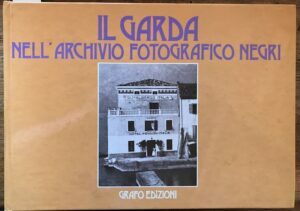 IL GARDA
NELL'ARCHIVIO FOTOGRAFICO NEGRI
GRAFO EDIZIONI